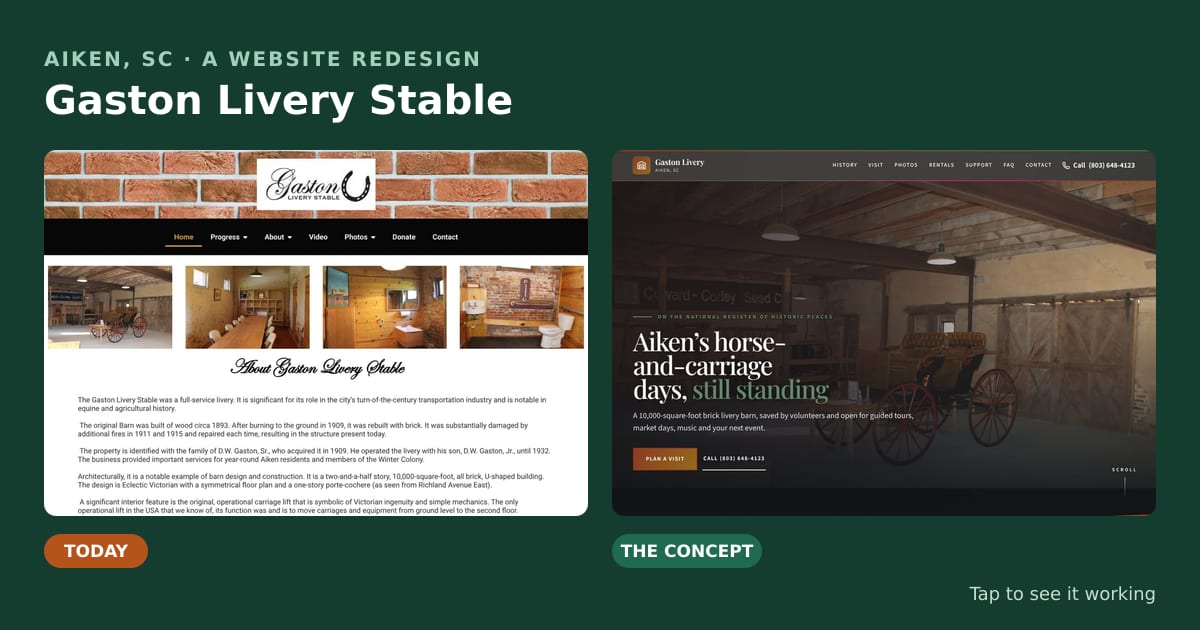 AIKEN, SC · A WEBSITE REDESIGN
Gaston Livery Stable
Gaston
LIVERY STABLE
Home Progress About Video Photos Donate Contact
About Gaston Livery Stable
The Gaston Livery Stable was a full-service livery. It is significant for its role in the city's turn-of-the-century transportation industry and is notable in
equine and agricultural history.
The original Barn was built of wood circa 1893. After burning to the ground in 1909, it was rebuilt with brick. It was substantially damaged by
additional fires in 1911 and 1915 and repaired each time, resulting in the structure present today.
The property is identified with the family of D.W. Gaston, Sr., who acquired it in 1909. He operated the livery with his son, D.W. Gaston, Jr., until 1932.
The business provided important services for year-round Aiken residents and members of the Winter Colony.
Architecturally, it is a notable example of barn design and construction. It is a two-and-a-half story, 10,000-square-foot, all brick, U-shaped building.
The design is Eclectic Victorian with a symmetrical floor plan and a one-story porte-cochere (as seen from Richland Avenue East).
A significant interior feature is the original, operational carriage lift that is symbolic of Victorian ingenuity and simple mechanics. The only
operational lift in the USA that we know of, its function was and is to move carriages and equipment from ground level to the second floor.
TODAY
Gaston Livery
AIKEN, SC
HISTORY VISIT PHOTOS RENTALS SUPPORT FAQ CONTACT Call (803) 648-4123
ON THE NATIONAL REGISTER OF HISTORIC PLACES
Aiken's horse-
and-carriage
days, still standing
A 10,000-square-foot brick livery barn, saved by volunteers and open for guided tours,
market days, music and your next event.
PLAN A VISIT CALL (803) 648-4123
SCROLL
THE CONCEPT
Tap to see it working